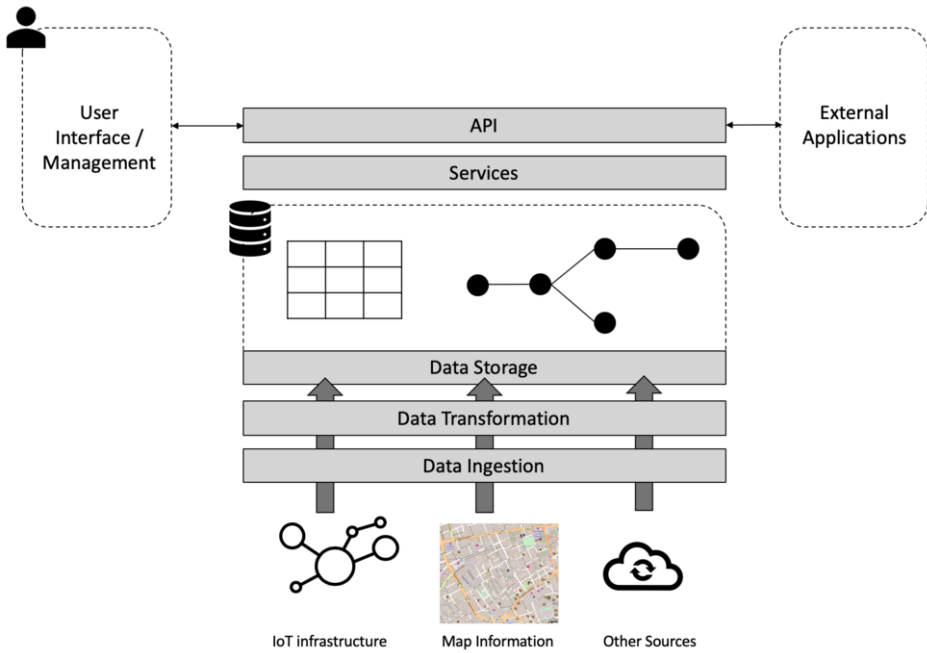 User
Interface /
Management
API
External
Applications
Services
Data Storage
Data Transformation
Data Ingestion
IoT infrastructure
Map Information
Other Sources